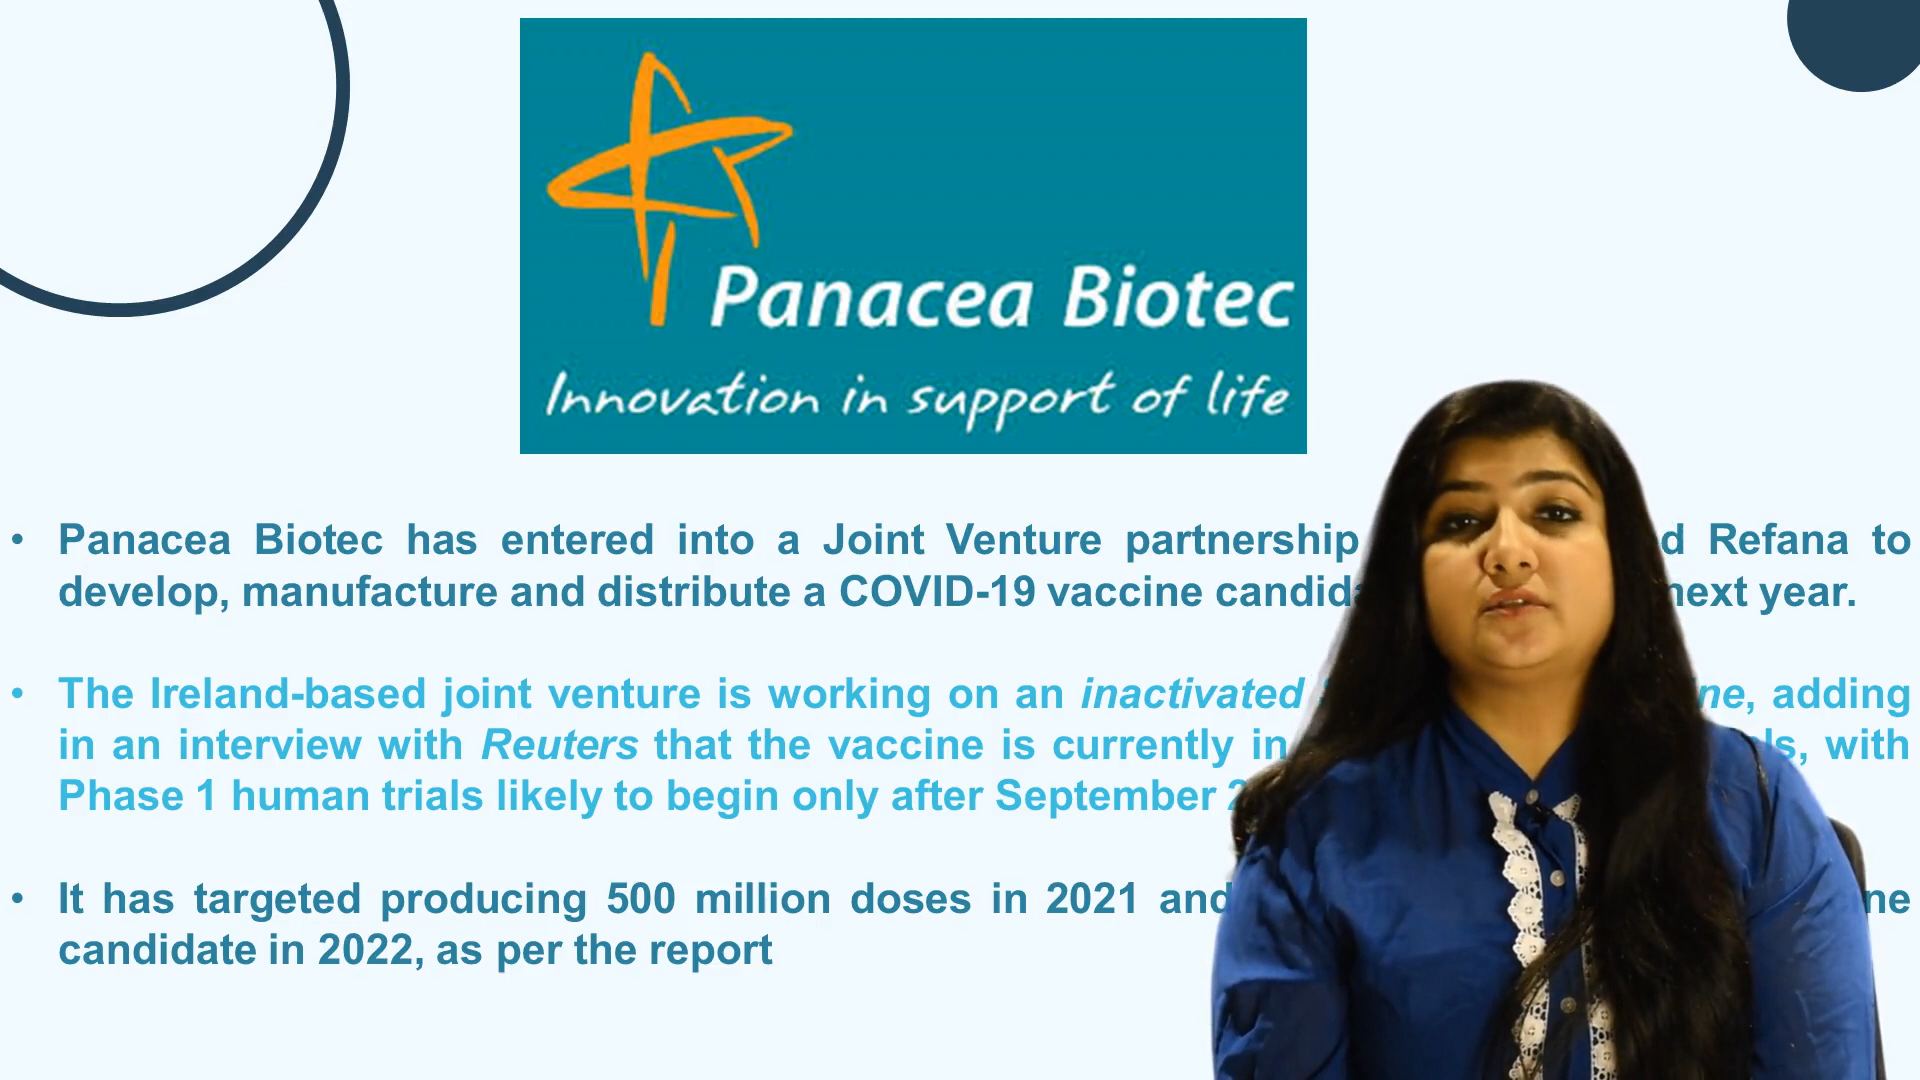 Panacea Biotec
Innovation in support of life
• Panacea Biotec has entered into a Joint Venture partnership Refana to
develop, manufacture and distribute a COVID-19 vaccine next year.
• The Ireland-based joint venture is working on an inactivated adding
in an interview with Reuters that the vaccine is currently in with
Phase 1 human trials likely to begin only after September
• It has targeted producing 500 million doses in 2021 and
candidate in 2022, as per the report